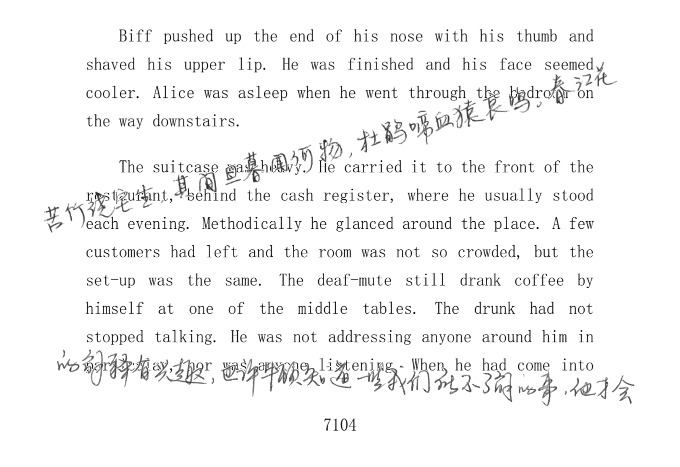 Biff pushed up the end of his nose with his thumb and
shaved his upper lip. He was finished and his face seemed
cooler. Alice was asleep when he went through the bedroom on
the way downstairs.
苦竹绕宅生,其间旦暮闻何物,杜鹃啼血猿哀鸣。春江花
The suitcase was heavy. He carried it to the front of the
restaurant, behind the cash register, where he usually stood
each evening. Methodically he glanced around the place. A few
customers had left and the room was not so crowded, but the
set-up was the same. The deaf-mute still drank coffee by
himself at one of the middle tables. The drunk had not
stopped talking. He was not addressing anyone around him in
particular, nor was anyone listening. When he had come into
的解释有兴趣,也许牛顿知道一些我们所不了解的事,他才会
7104